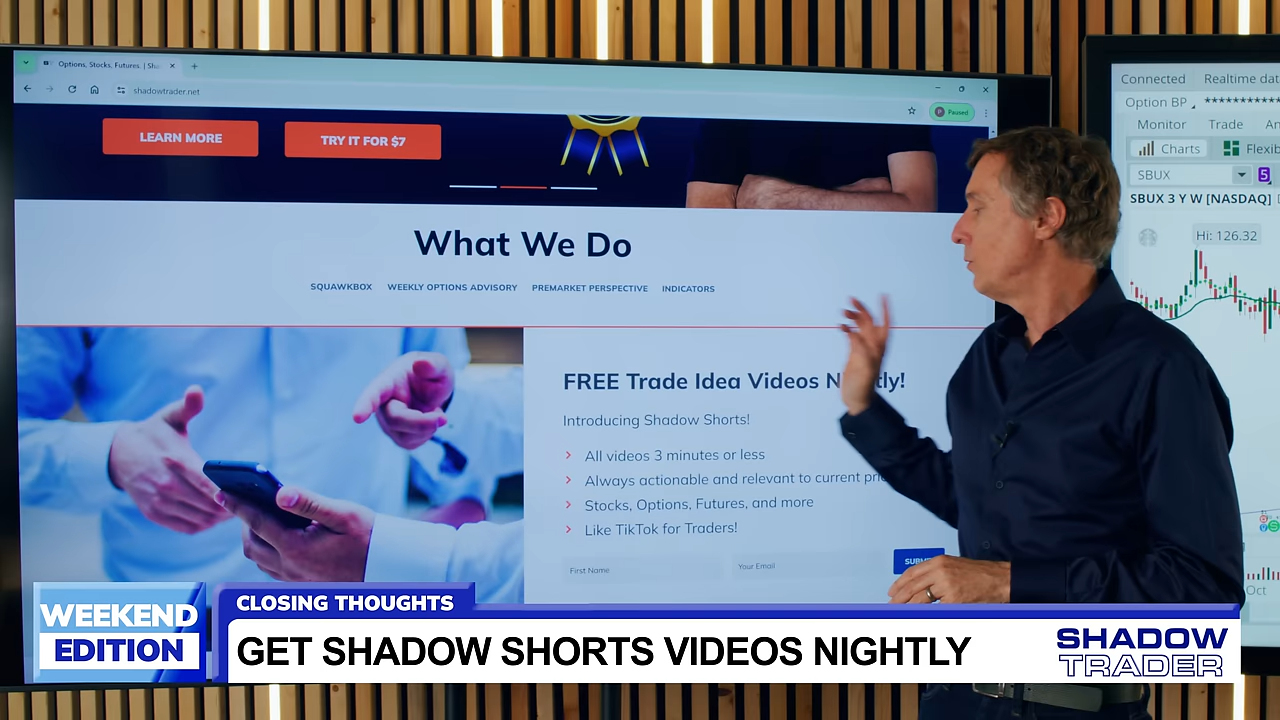 Options, Stocks, Futures. | Sha
shadowtrader.net
Paused
LEARN MORE
TRY IT FOR $7
What We Do
SQUAWKBOX WEEKLY OPTIONS ADVISORY PREMARKET PERSPECTIVE INDICATORS
FREE Trade Idea Videos N tly!
Introducing Shadow Shorts!
All videos 3 minutes or less
Always actionable and relevant to current pri
Stocks, Options, Futures, and more
Like TikTok for Traders!
First Name
Your Email
SUBM
Connected Realtime dat
Option BP ***********
Monitor Trade An
Charts Flexib
SBUX
5
SBUX 3 Y W [NASDAQ]
Hi: 126.32
Oct
WEEKEND
EDITION
CLOSING THOUGHTS
GET SHADOW SHORTS VIDEOS NIGHTLY
SHADOW
TRADER